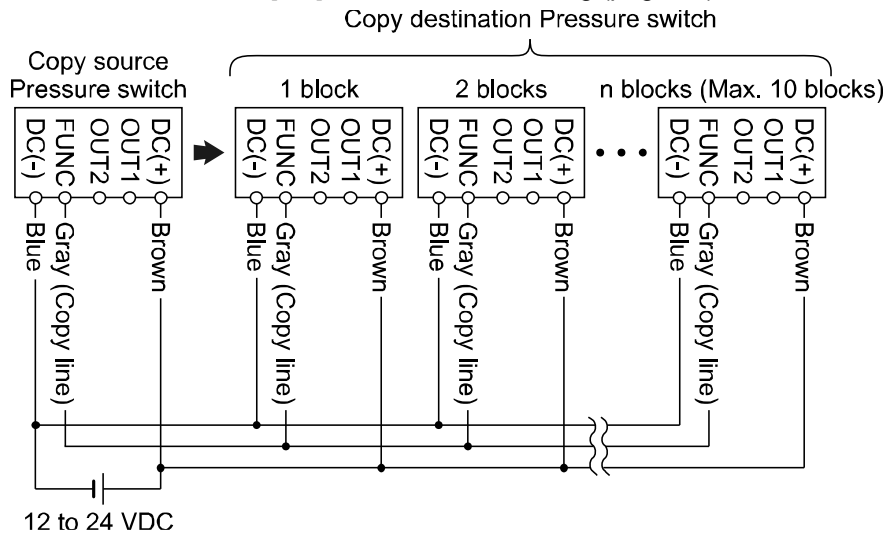 Copy destination Pressure switch
Copy source
Pressure switch
1 block
2 blocks
n blocks (Max. 10 blocks)
DC(-)
FUNC
OUT2
OUT1
DC(+)
DC(-)
FUNC
OUT2
OUT1
DC(+)
DC(-)
FUNC
OUT2
OUT1
DC(+)
DC(-)
FUNC
OUT2
OUT1
DC(+)
Blue
Gray (Copy line)
Brown
Blue
Gray (Copy line)
Brown
Blue
Gray (Copy line)
Brown
Blue
Gray (Copy line)
Brown
12 to 24 VDC